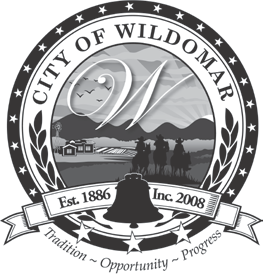 CITY OF WILDOMAR
W
Est. 1886 Inc. 2008
Tradition ~ Opportunity ~ Progress